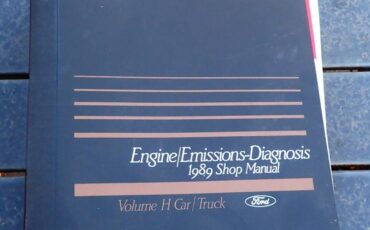 Engine/Emissions-Diagnosis
1989 Shop Manual
Volume H Car/Truck
Ford